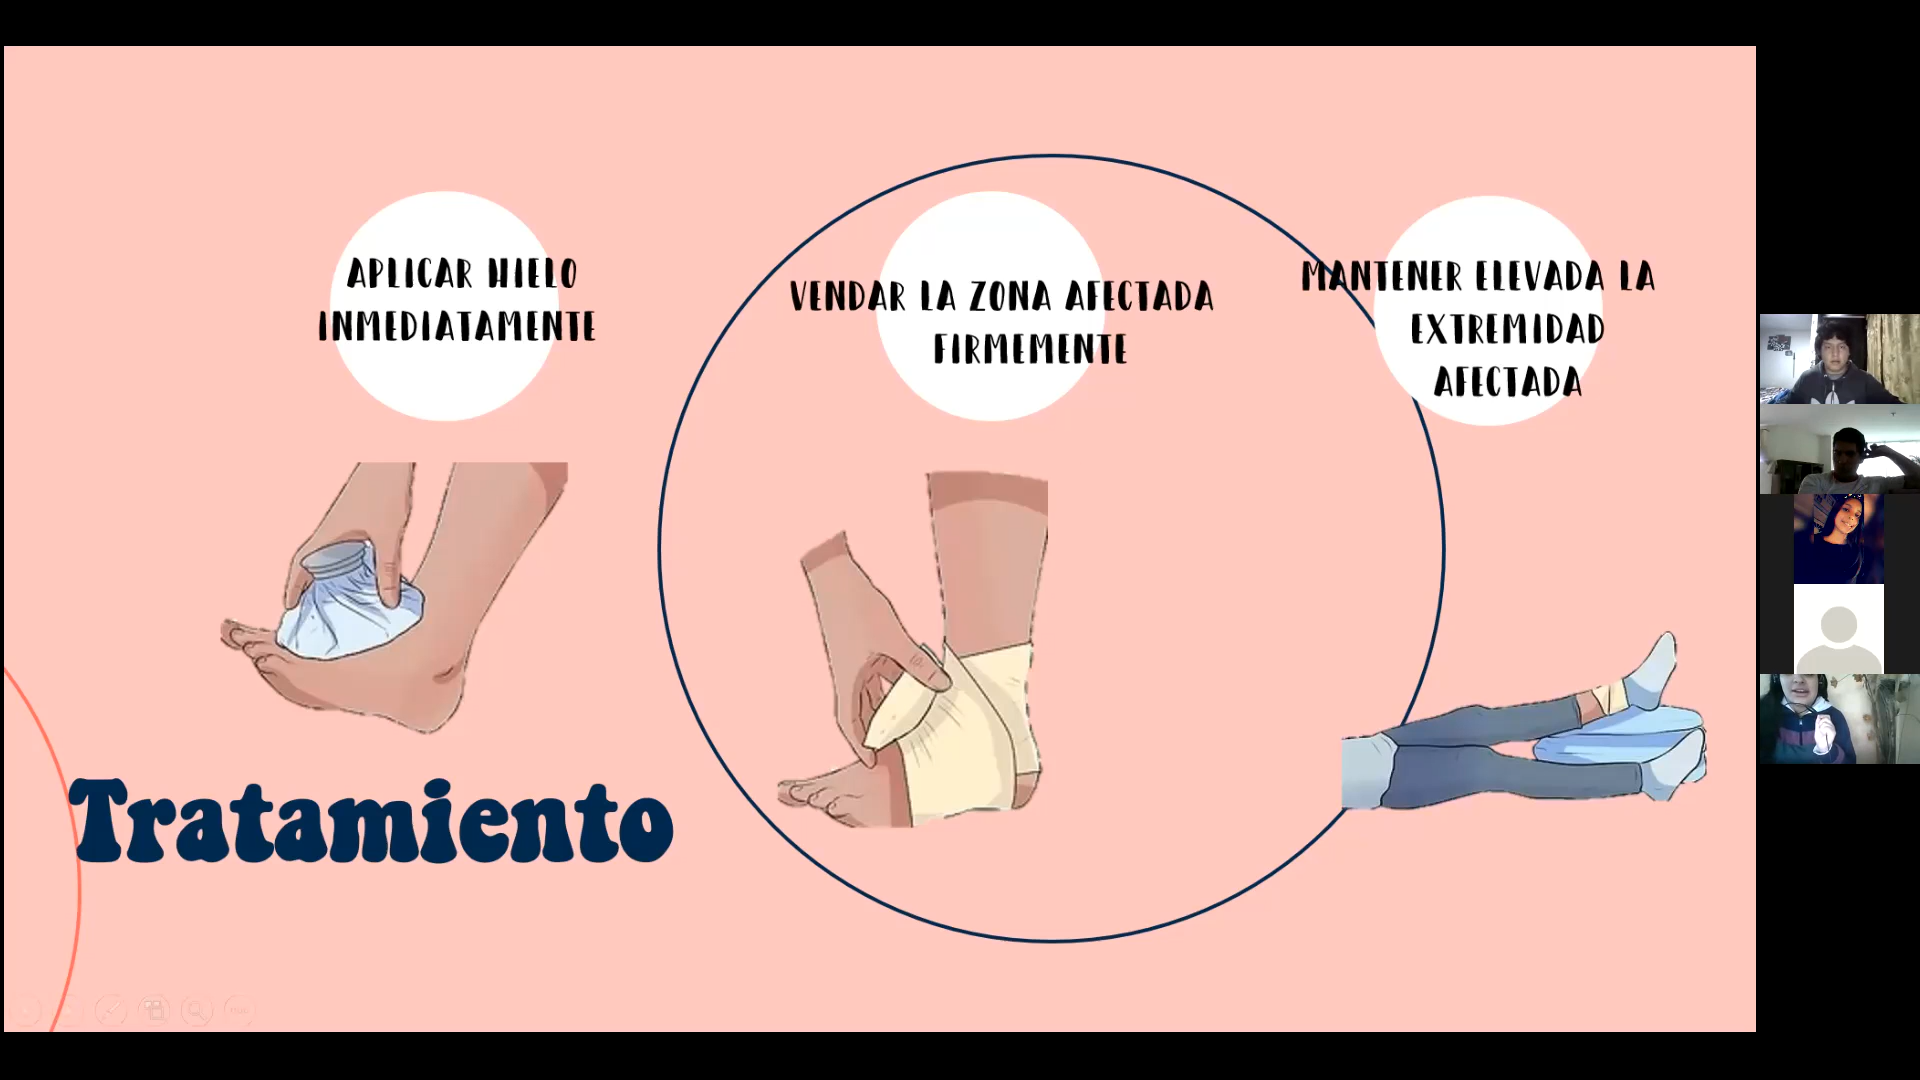 APLICAR HIELO
INMEDIATAMENTE
VENDAR LA ZONA AFECTADA
FIRMEMENTE
MANTENER ELEVADA LA
EXTREMIDAD
AFECTADA
Tratamiento